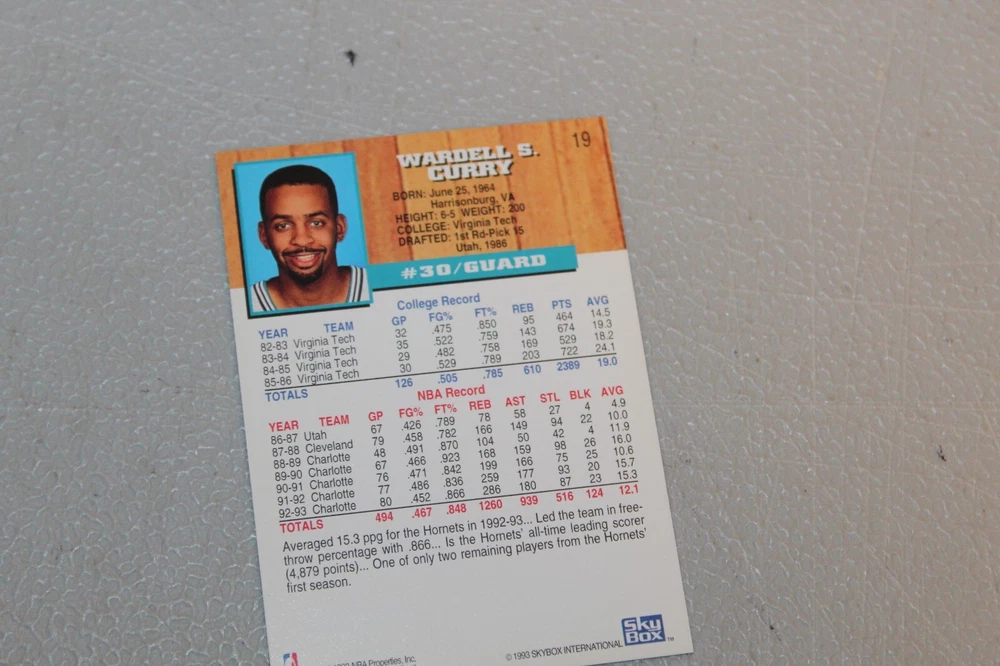 19
WARDELL S.
CURRY
BORN: June 25, 1964
Harrisonburg, VA
HEIGHT: 6-5 WEIGHT: 200
COLLEGE: Virginia Tech
DRAFTED: 1st Rd-Pick 15
Utah, 1986
#30/GUARD
College Record
YEAR TEAM GP FG% FT% REB PTS AVG
82-83 Virginia Tech 32 .475 .850 95 464 14.5
83-84 Virginia Tech 35 .522 .759 143 674 19.3
84-85 Virginia Tech 29 .482 .758 169 529 18.2
85-86 Virginia Tech 30 .529 .789 203 722 24.1
TOTALS 126 .505 .785 610 2389 19.0
NBA Record
YEAR TEAM GP FG% FT% REB AST STL BLK AVG
86-87 Utah 67 .426 .789 78 58 27 4 4.9
87-88 Cleveland 79 .458 .782 166 149 94 22 10.0
88-89 Charlotte 48 .491 .870 104 50 42 4 11.9
89-90 Charlotte 67 .466 .923 168 159 98 26 16.0
90-91 Charlotte 76 .471 .842 199 166 75 25 10.6
91-92 Charlotte 77 .486 .836 259 177 93 20 15.7
92-93 Charlotte 80 .452 .866 286 180 87 23 15.3
TOTALS 494 .467 .848 1260 939 516 124 12.1
Averaged 15.3 ppg for the Hornets in 1992-93... Led the team in free-
throw percentage with .866... Is the Hornets' all-time leading scorer
(4,879 points)... One of only two remaining players from the Hornets'
first season.
NBA Properties, Inc.
© 1993 SKYBOX INTERNATIONAL
Sky Box ™